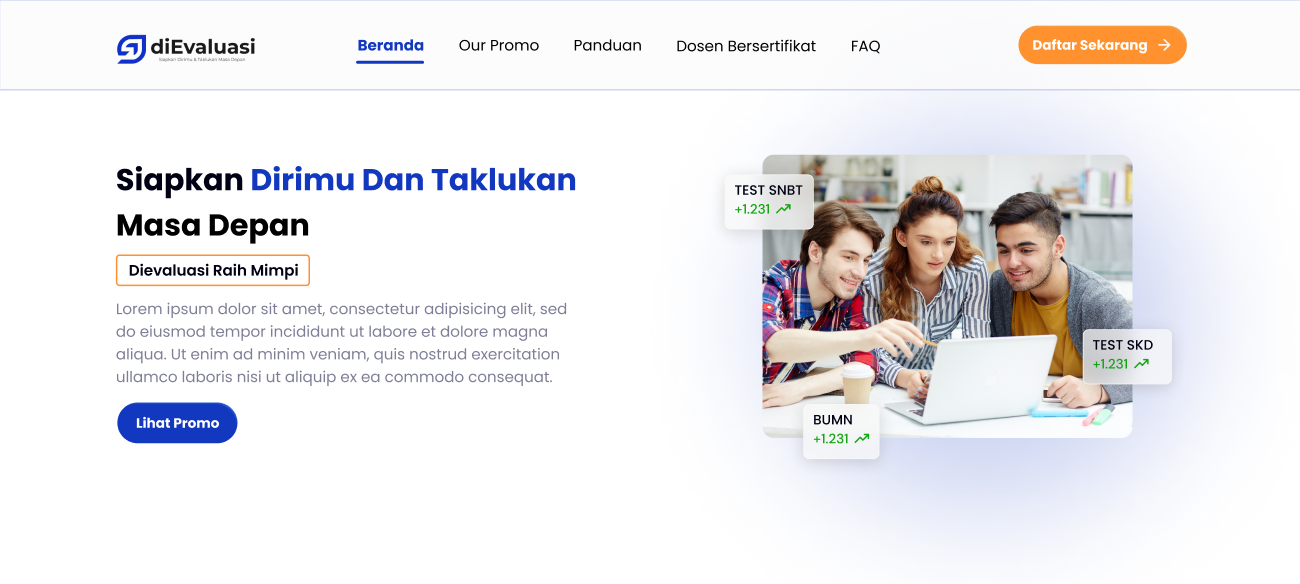 diEvaluasi
Siapkan Dirimu & Taklukan Masa Depan
Beranda
Our Promo
Panduan
Dosen Bersertifikat
FAQ
Daftar Sekarang
Siapkan Dirimu Dan Taklukan
Masa Depan
Dievaluasi Raih Mimpi
Lorem ipsum dolor sit amet, consectetur adipisicing elit, sed
do eiusmod tempor incididunt ut labore et dolore magna
aliqua. Ut enim ad minim veniam, quis nostrud exercitation
ullamco laboris nisi ut aliquip ex ea commodo consequat.
Lihat Promo
TEST SNBT
+1.231
TEST SKD
+1.231
BUMN
+1.231